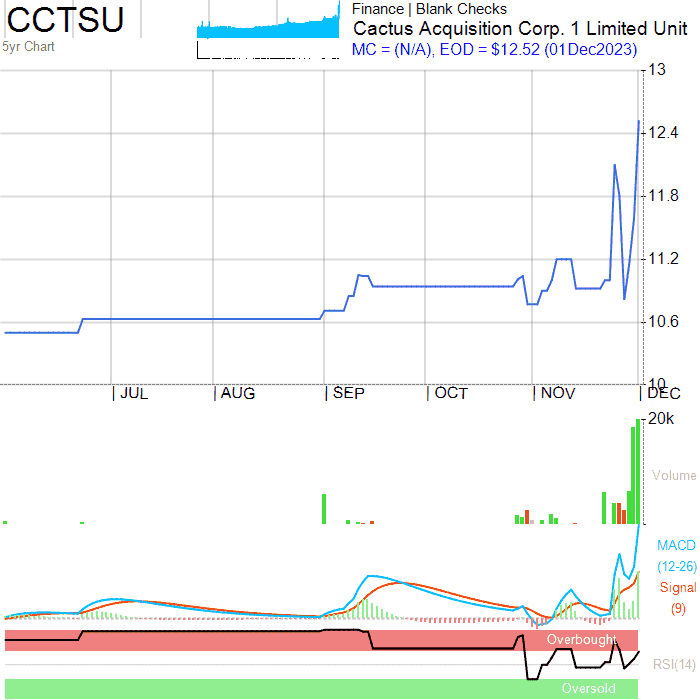 CCTSU
5yr Chart
Finance | Blank Checks
Cactus Acquisition Corp. 1 Limited Unit
MC = (N/A), EOD = $12.52 (01Dec2023)
13
12.4
11.8
11.2
10.6
10
JUL AUG SEP OCT NOV DEC
20k
Volume
MACD
(12-26)
Signal
(9)
Overbought
RSI(14)
Oversold